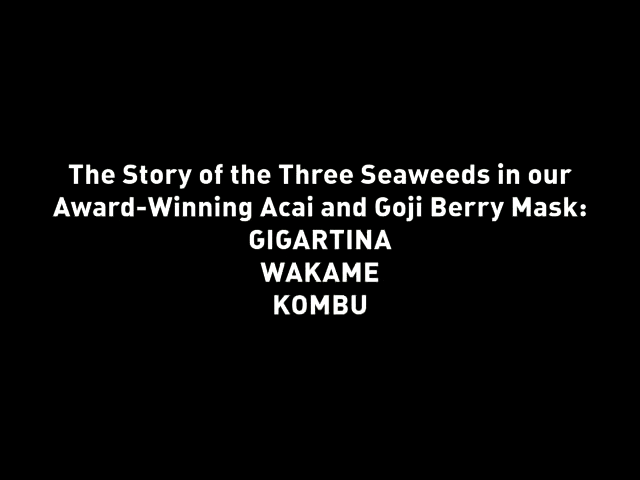 The Story of the Three Seaweeds in our
Award-Winning Acai and Goji Berry Mask:
GIGARTINA
WAKAME
KOMBU